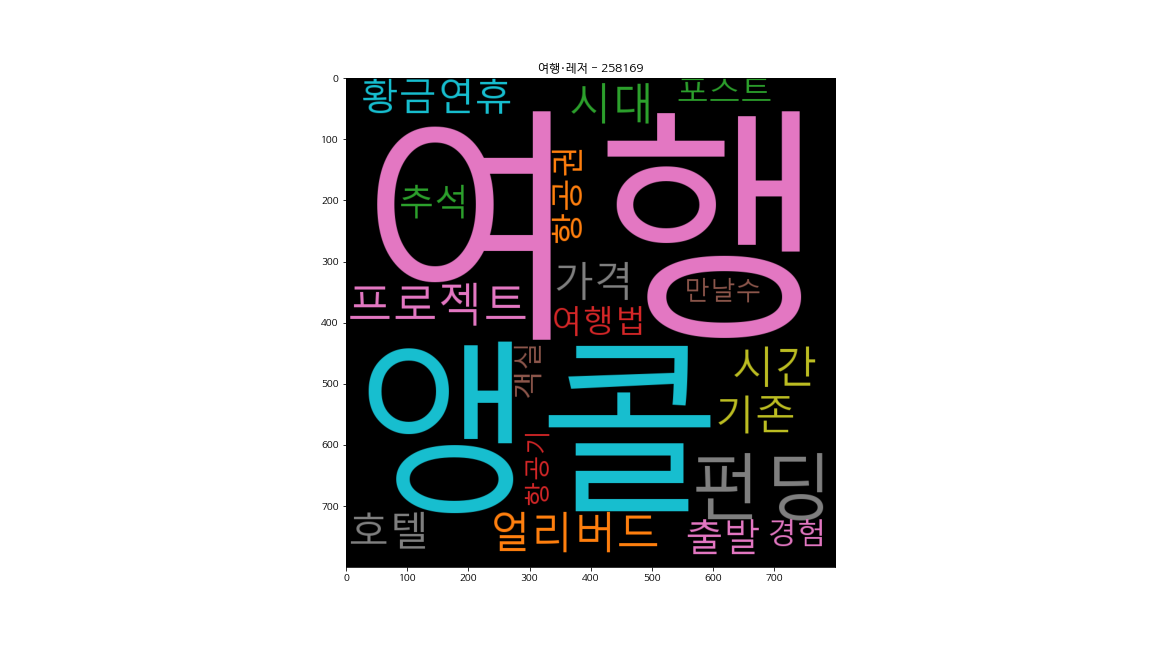 여행·레저 - 258169
황금연휴
시대
포스트
여행
추석
항공권
가격
만날수
프로젝트
여행법
앵콜
객실
시간
기존
항공기
펀딩
호텔
얼리버드
출발
경험
0
100
200
300
400
500
600
700
0
100
200
300
400
500
600
700